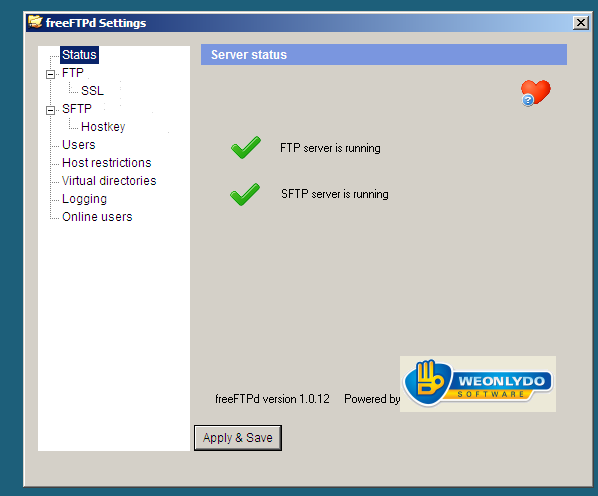 freeFTPd Settings
Status
FTP
SSL
SFTP
Hostkey
Users
Host restrictions
Virtual directories
Logging
Online users
Server status
?
FTP server is running
SFTP server is running
freeFTPd version 1.0.12 Powered by
WEONLYDO
SOFTWARE
Apply & Save